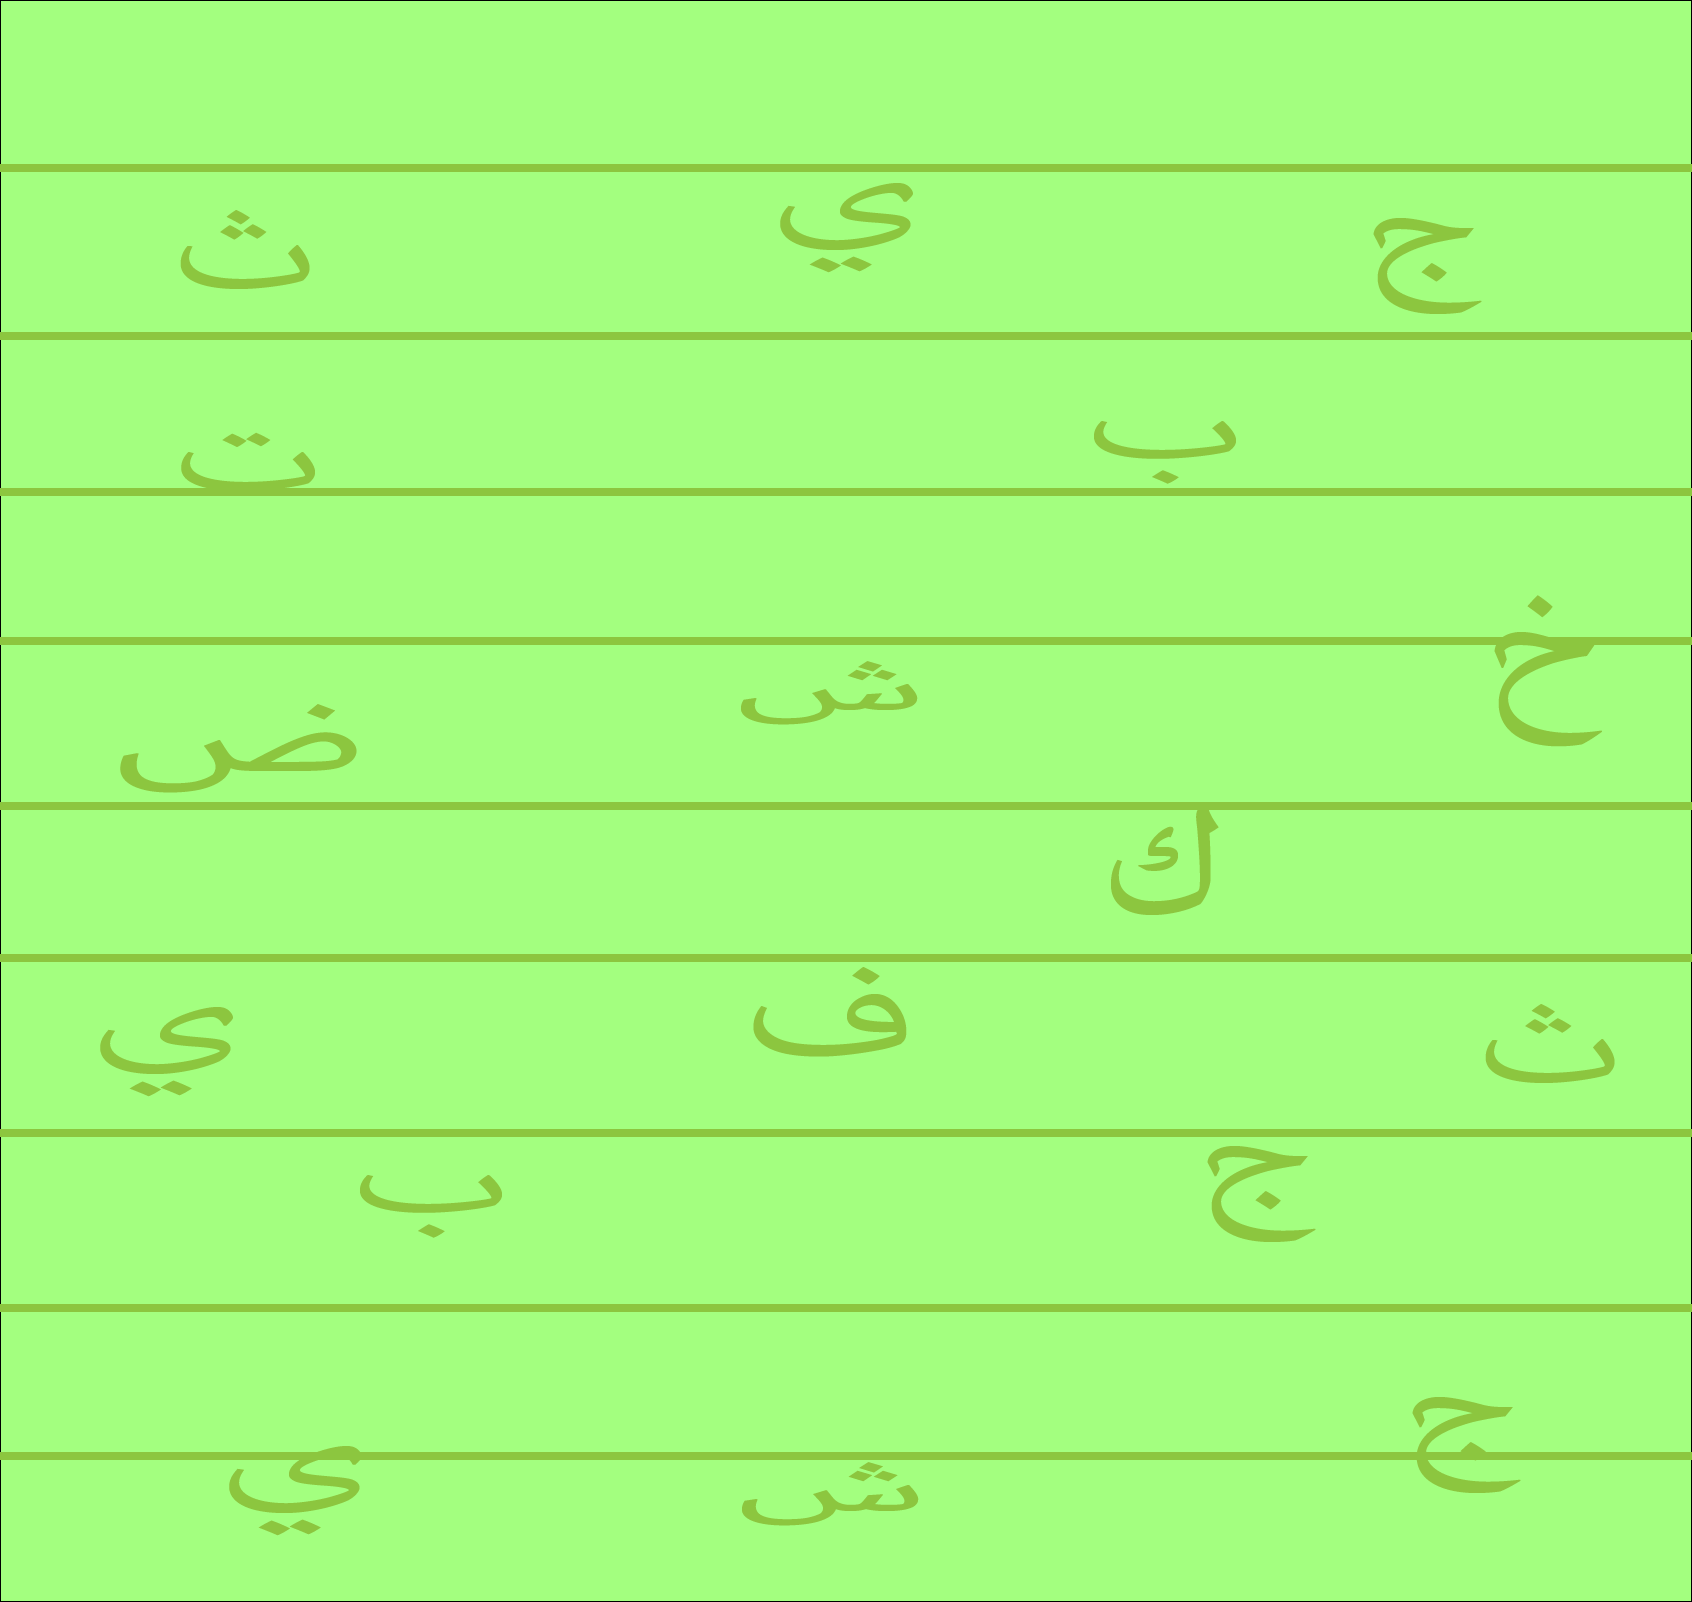 ج ي ث
ب ت
خ ش ض
ك
ث ف ي
ج ب
ج ش ي